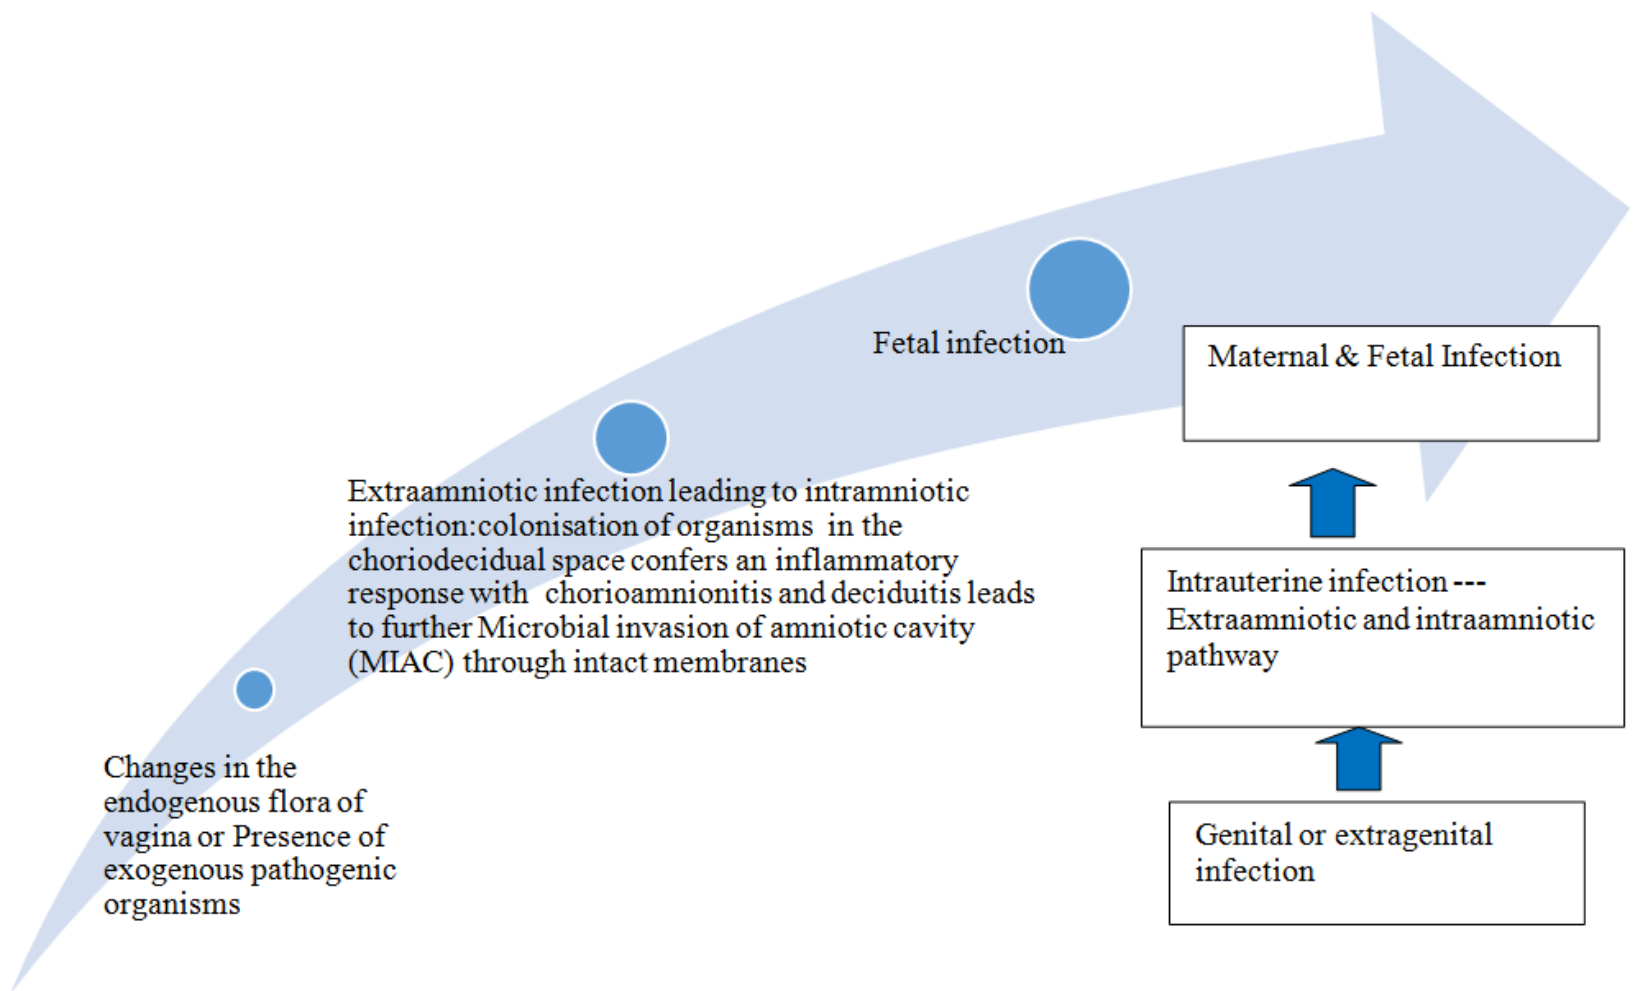 Fetal infection
Maternal & Fetal Infection
Extraamniotic infection leading to intramniotic
infection:colonisation of organisms in the
choriodecidual space confers an inflammatory
response with chorioamnionitis and deciduitis leads
to further Microbial invasion of amniotic cavity
(MIAC) through intact membranes
Intrauterine infection ---
Extraamniotic and intraamniotic
pathway
Changes in the
endogenous flora of
vagina or Presence of
exogenous pathogenic
organisms
Genital or extragenital
infection